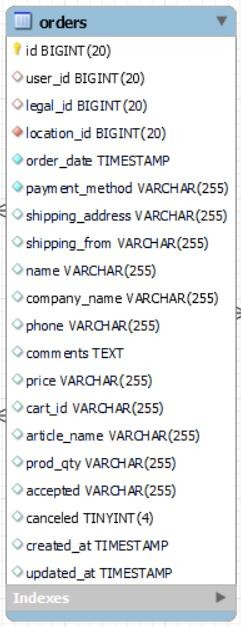 orders
id BIGINT(20)
user_id BIGINT(20)
legal_id BIGINT(20)
location_id BIGINT(20)
order_date TIMESTAMP
payment_method VARCHAR(255)
shipping_address VARCHAR(255)
shipping_from VARCHAR(255)
name VARCHAR(255)
company_name VARCHAR(255)
phone VARCHAR(255)
comments TEXT
price VARCHAR(255)
cart_id VARCHAR(255)
article_name VARCHAR(255)
prod_qty VARCHAR(255)
accepted VARCHAR(255)
canceled TINYINT(4)
created_at TIMESTAMP
updated_at TIMESTAMP
Indexes